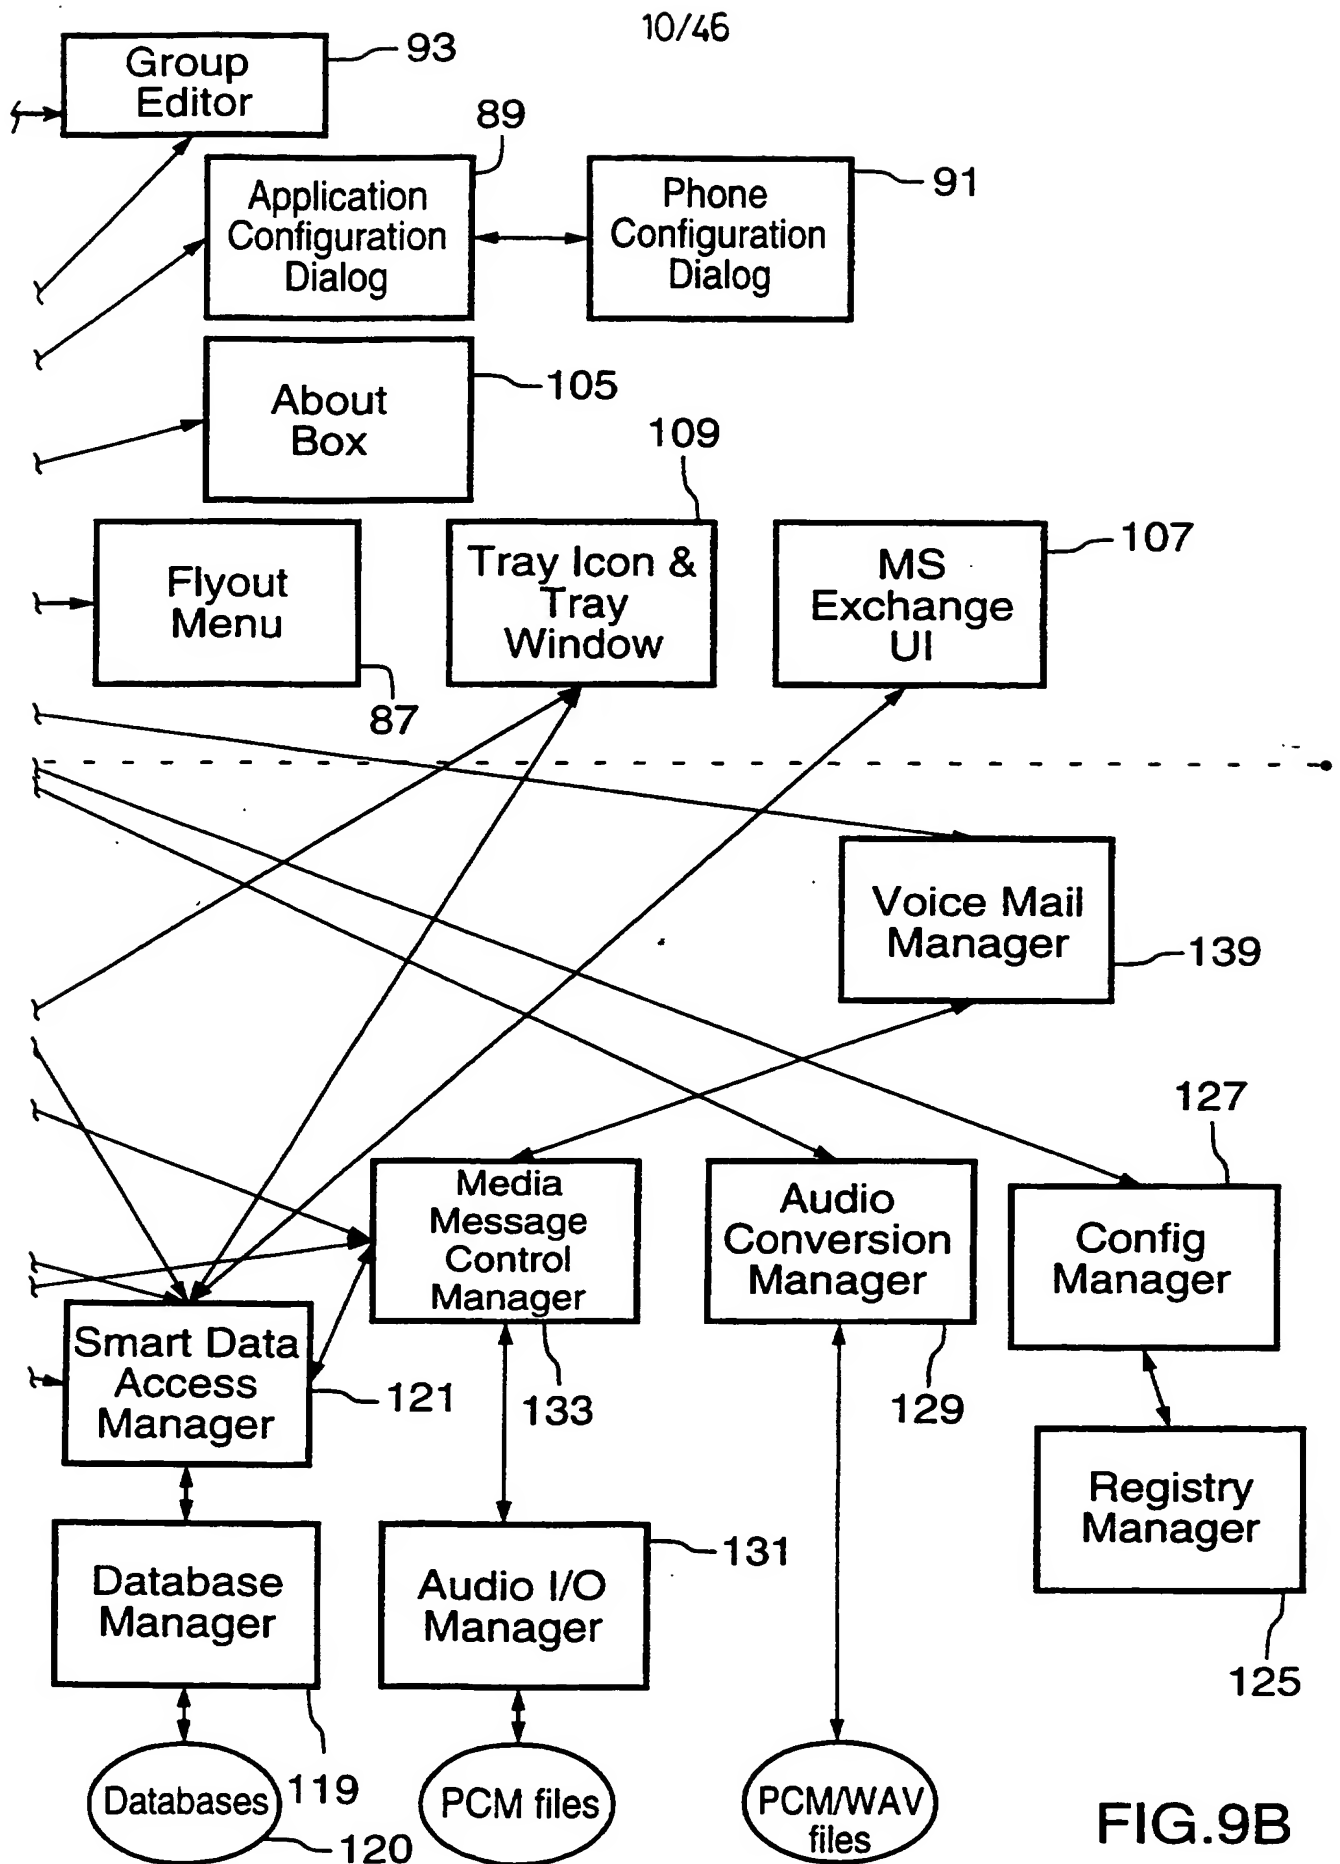 10/46
Group
Editor
93
89
Application
Configuration
Dialog
Phone
Configuration
Dialog
91
About
Box
105
109
Flyout
Menu
87
Tray Icon &
Tray
Window
MS
Exchange
UI
107
Voice Mail
Manager
139
127
Media
Message
Control
Manager
133
Audio
Conversion
Manager
129
Config
Manager
Smart Data
Access
Manager
121
Registry
Manager
125
Database
Manager
119
Audio I/O
Manager
131
Databases
120
PCM files
PCM/WAV
files
FIG.9B